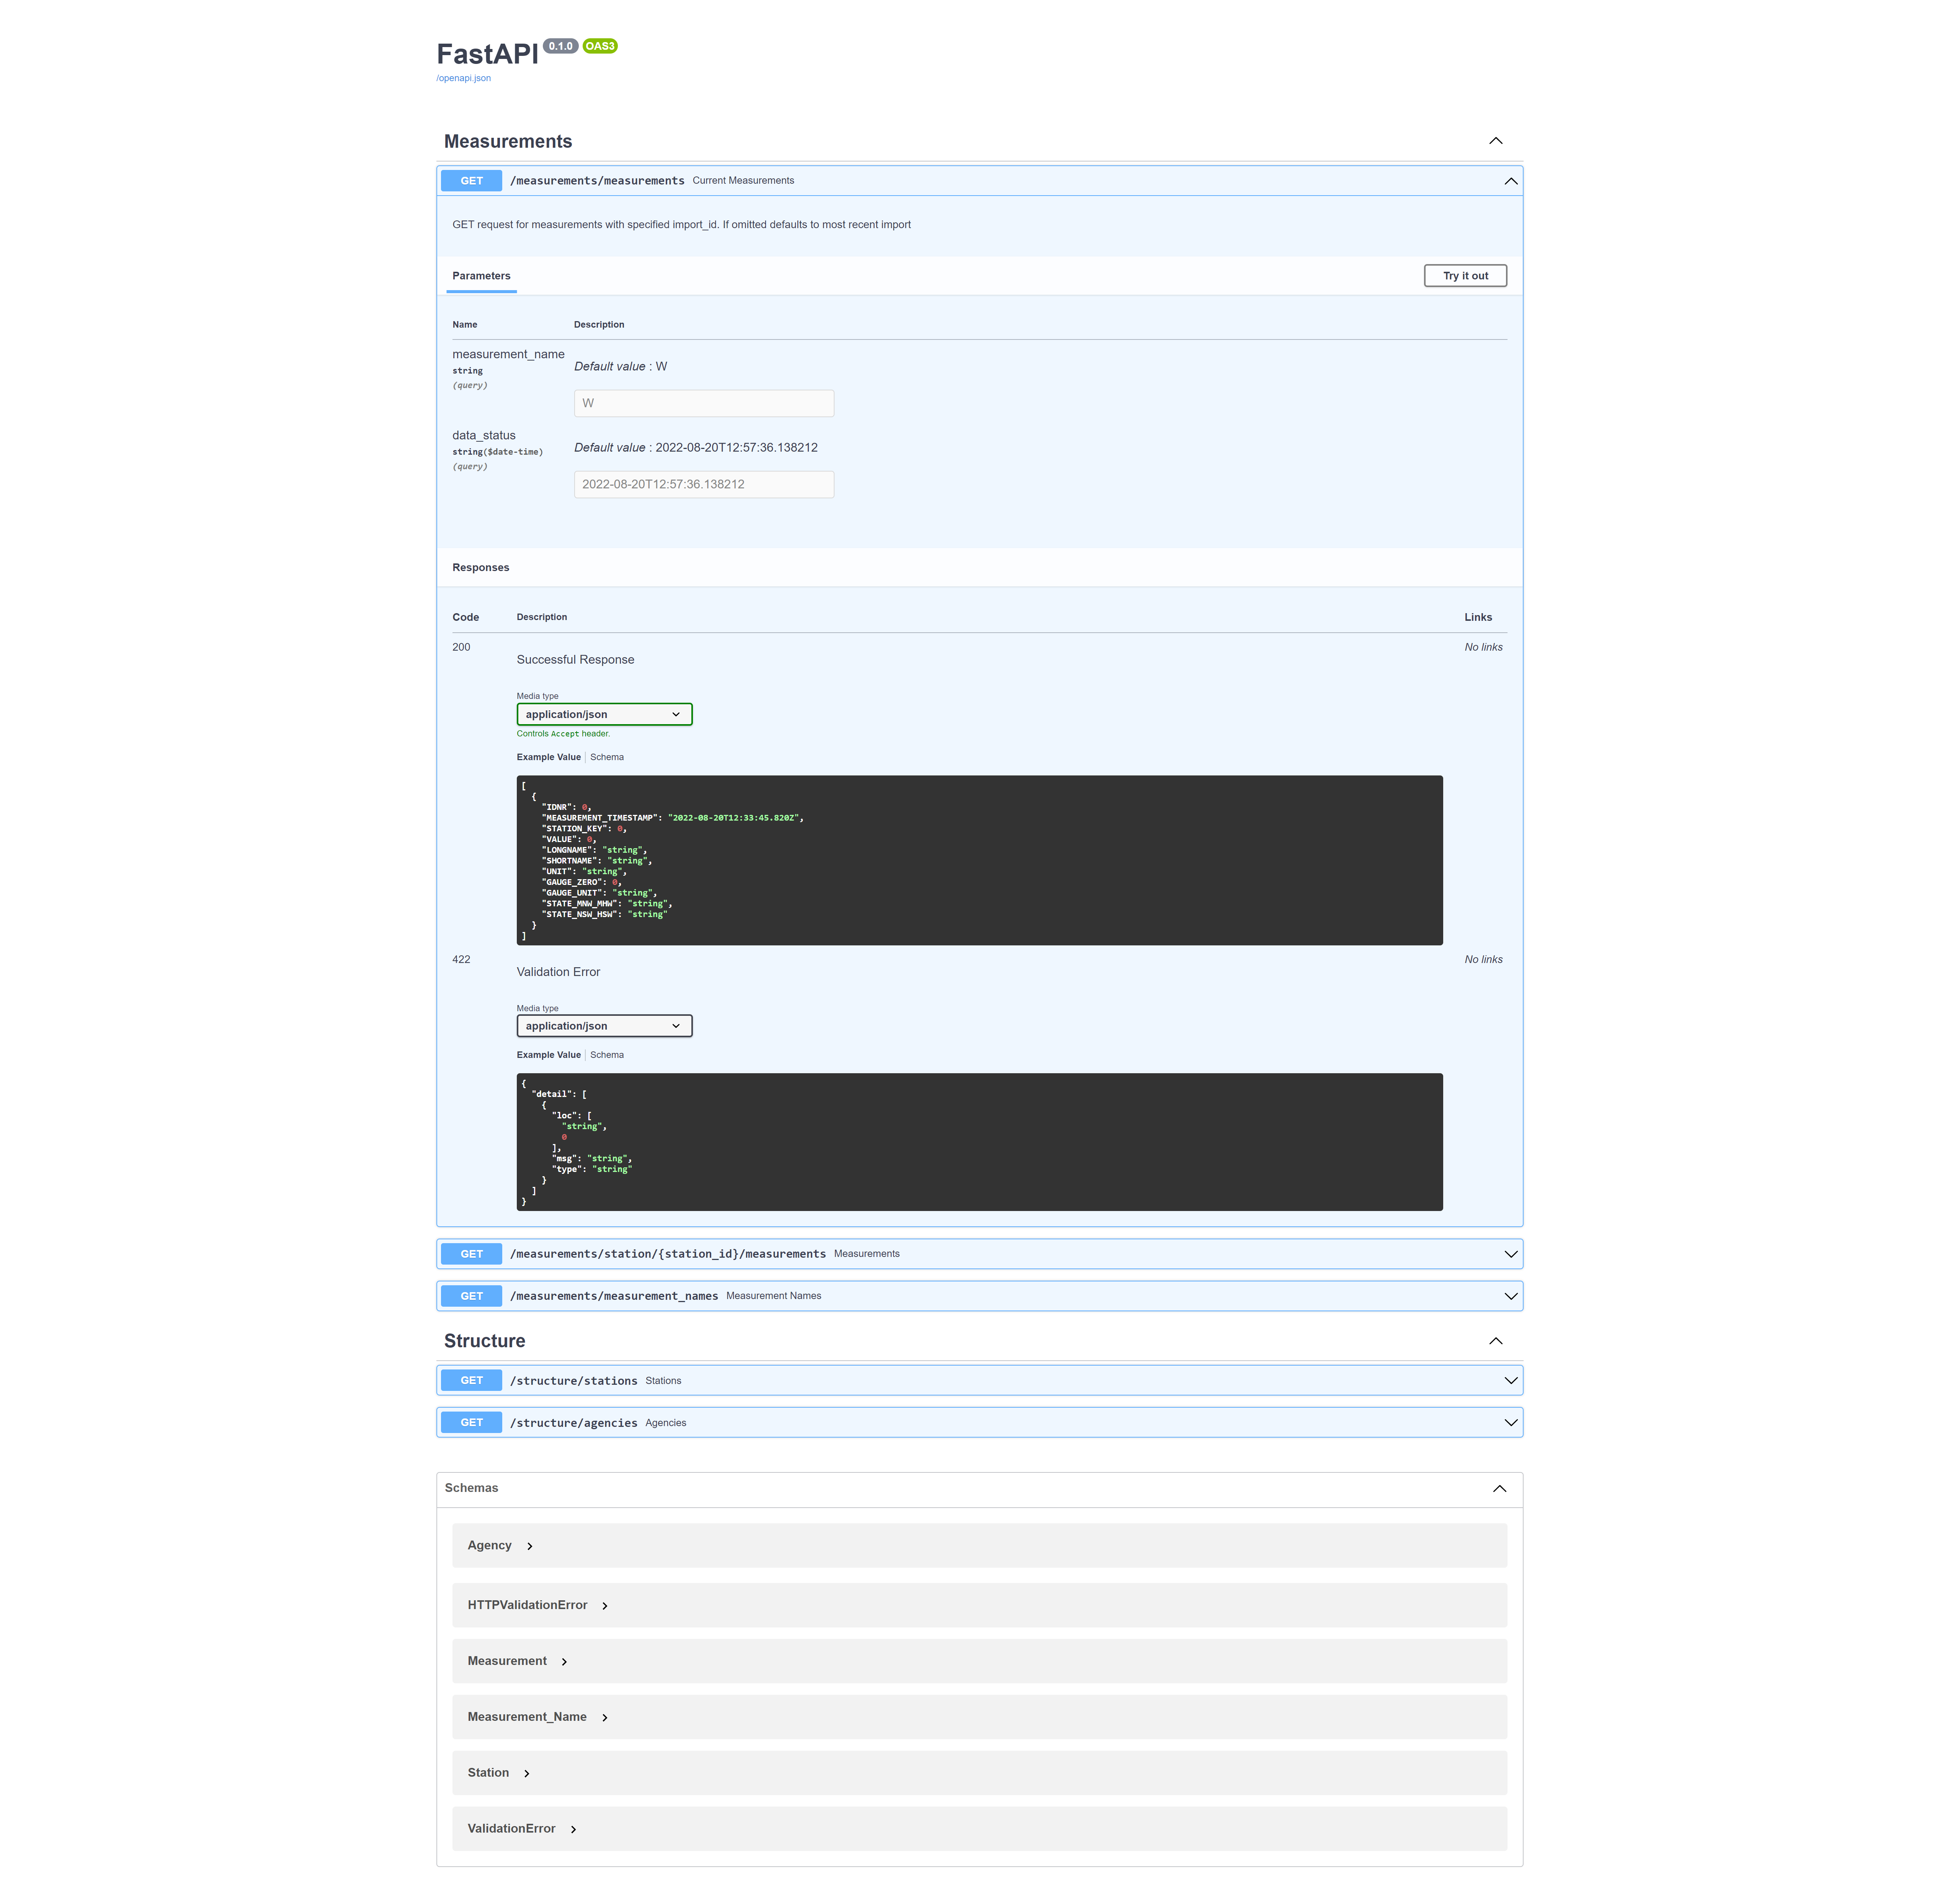 FastAPI 0.1.0 OAS3
/openapi.json
Measurements
GET /measurements/measurements Current Measurements
GET request for measurements with specified import_id. If omitted defaults to most recent import
Parameters
Try it out
Name Description
measurement_name
string
(query)
Default value : W
W
data_status
string($date-time)
(query)
Default value : 2022-08-20T12:57:36.138212
2022-08-20T12:57:36.138212
Responses
Code Description Links
200
Successful Response
No links
Media type
application/json
Controls Accept header.
Example Value Schema
[
  {
    "IDNR": 0,
    "MEASUREMENT_TIMESTAMP": "2022-08-20T12:33:45.820Z",
    "STATION_KEY": 0,
    "VALUE": 0,
    "LONGNAME": "string",
    "SHORTNAME": "string",
    "UNIT": "string",
    "GAUGE_ZERO": 0,
    "GAUGE_UNIT": "string",
    "STATE_MNW_MHW": "string",
    "STATE_NSW_HSW": "string"
  }
]
422
Validation Error
No links
Media type
application/json
Example Value Schema
{
  "detail": [
    {
      "loc": [
        "string",
        0
      ],
      "msg": "string",
      "type": "string"
    }
  ]
}
GET /measurements/station/{station_id}/measurements Measurements
GET /measurements/measurement_names Measurement Names
Structure
GET /structure/stations Stations
GET /structure/agencies Agencies
Schemas
Agency
HTTPValidationError
Measurement
Measurement_Name
Station
ValidationError